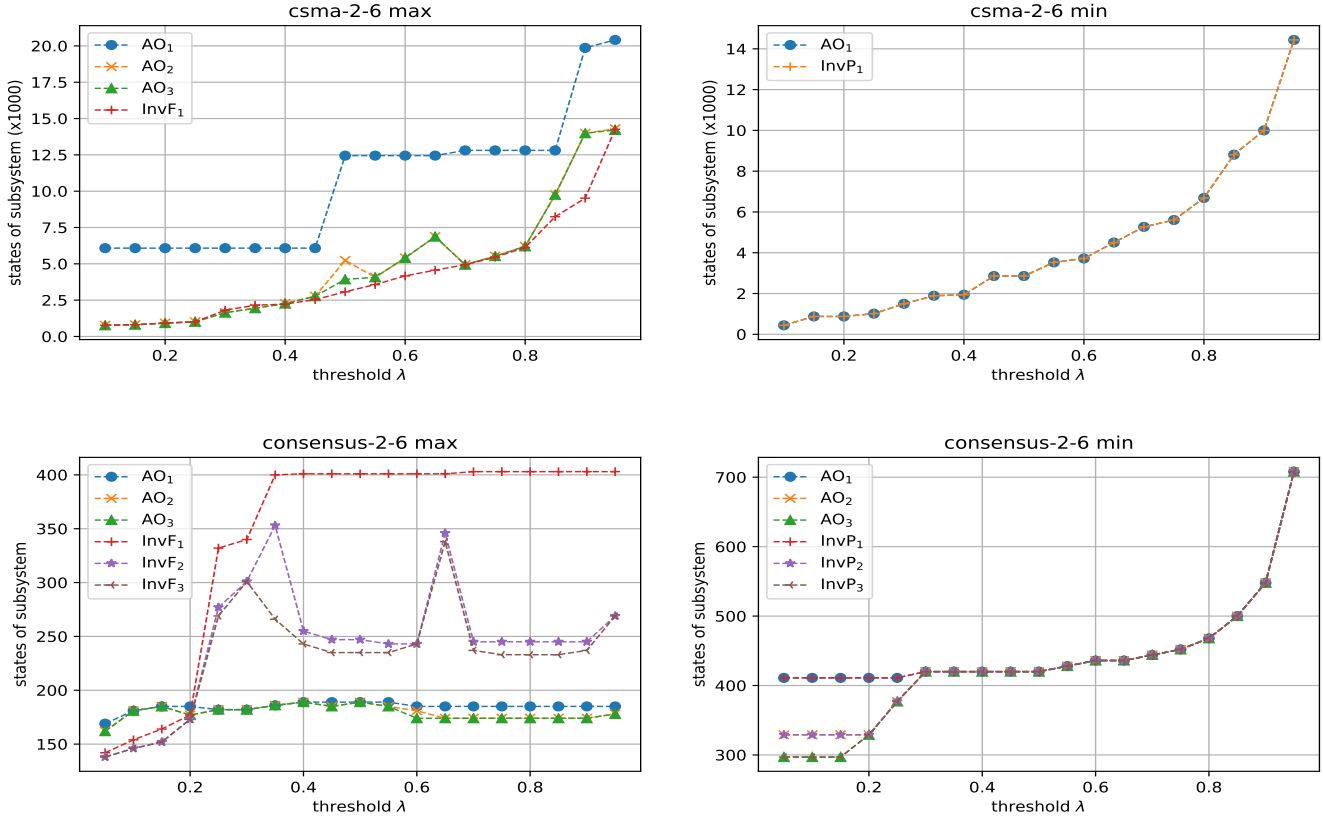 csma-2-6 max
20.0
17.5
15.0
12.5
10.0
7.5
5.0
2.5
0.0
states of subsystem (x1000)
AO₁
AO₂
AO₃
InvF₁
0.2 0.4 0.6 0.8
threshold λ
csma-2-6 min
14
12
10
8
6
4
2
0
states of subsystem (x1000)
AO₁
InvP₁
0.2 0.4 0.6 0.8
threshold λ
consensus-2-6 max
400
350
300
250
200
150
states of subsystem
AO₁
AO₂
AO₃
InvF₁
InvF₂
InvF₃
0.2 0.4 0.6 0.8
threshold λ
consensus-2-6 min
700
600
500
400
300
states of subsystem
AO₁
AO₂
AO₃
InvP₁
InvP₂
InvP₃
0.2 0.4 0.6 0.8
threshold λ